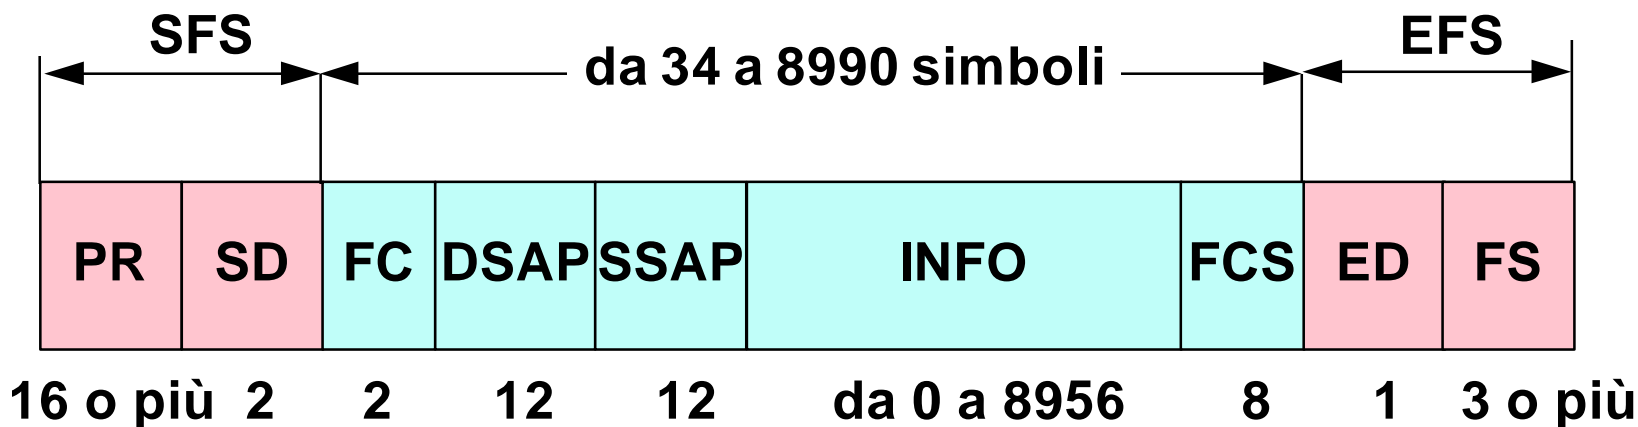 SFS da 34 a 8990 simboli EFS
PR SD FC DSAP SSAP INFO FCS ED FS
16 o più 2 2 12 12 da 0 a 8956 8 1 3 o più